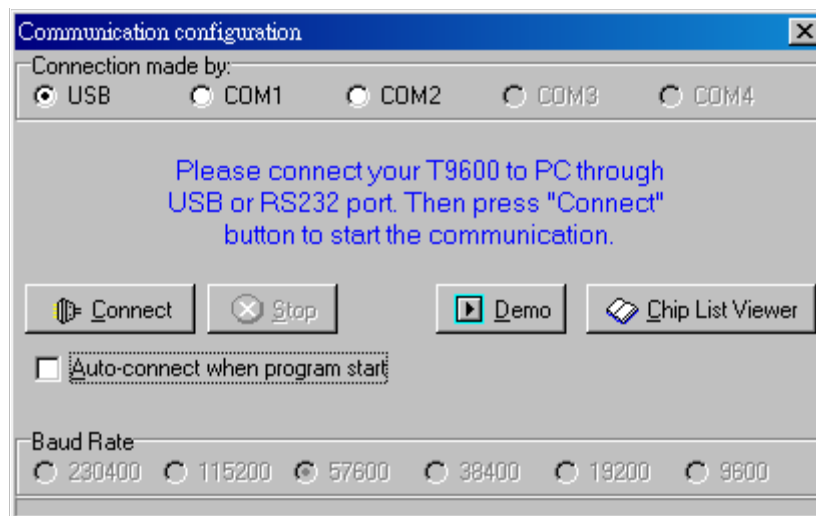 Communication configuration
Connection made by:
USB COM1 COM2 COM3 COM4
Please connect your T9600 to PC through
USB or RS232 port. Then press "Connect"
button to start the communication.
Connect Stop Demo Chip List Viewer
Auto-connect when program start
Baud Rate
230400 115200 57600 38400 19200 9600